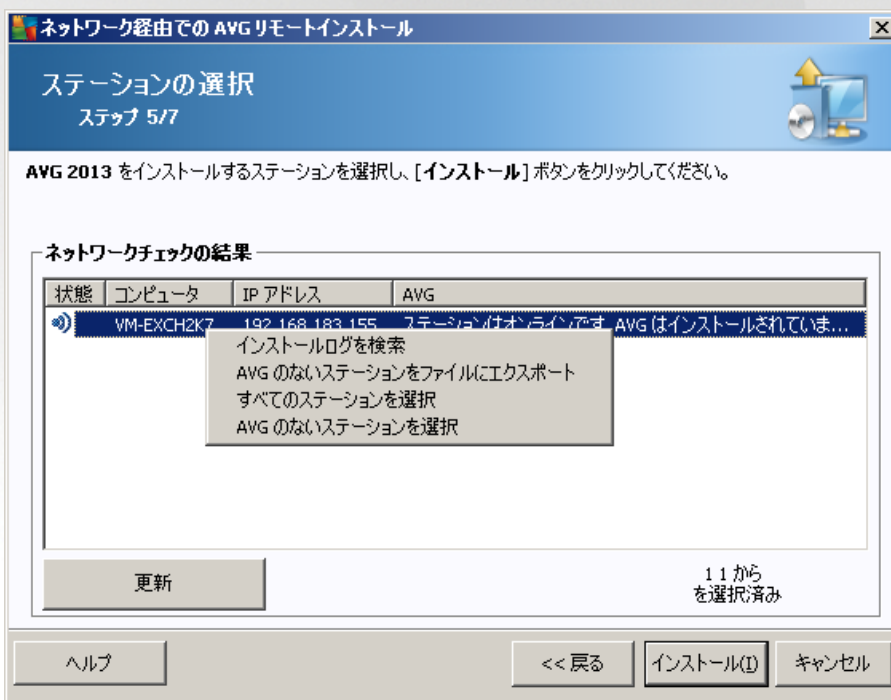 ネットワーク経由での AVG リモートインストール
ステーションの選択
ステップ 5/7
AVG 2013 をインストールするステーションを選択し、[インストール] ボタンをクリックしてください。
ネットワークチェックの結果
状態 コンピュータ IP アドレス AVG
VM-EXCH2K7 192.168.183.155 ステーションはオンラインです. AVG はインストールされていま...
インストールログを検索
AVG のないステーションをファイルにエクスポート
すべてのステーションを選択
AVG のないステーションを選択
更新
1 1 から
を選択済み
ヘルプ
<< 戻る
インストール(I)
キャンセル